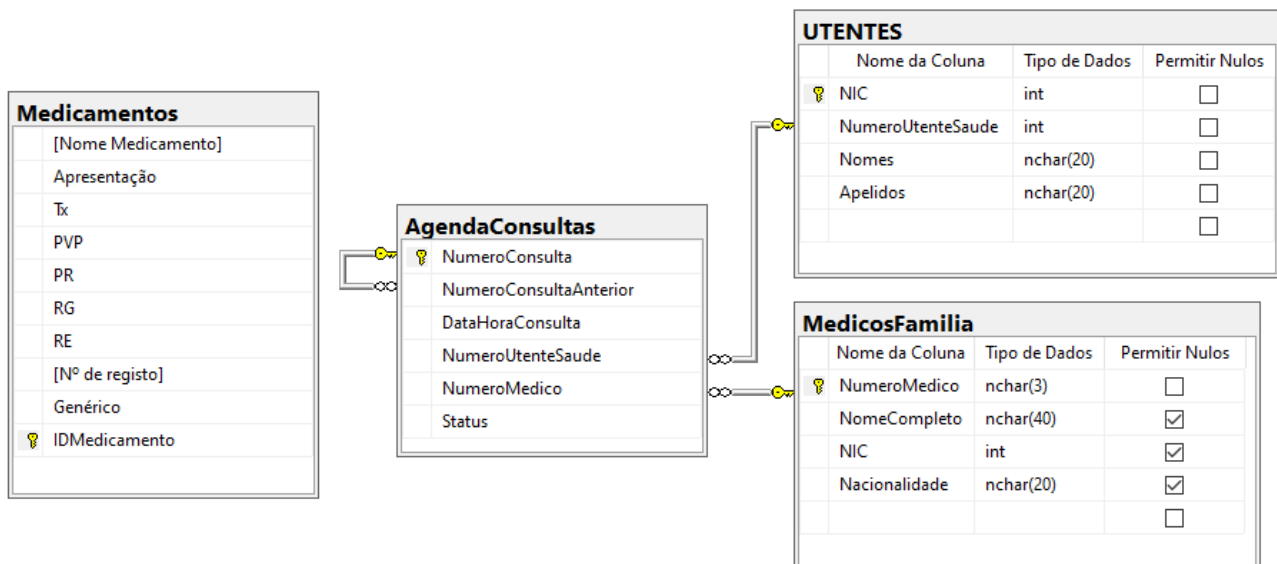 Medicamentos
[Nome Medicamento]
Apresentação
Tx
PVP
PR
RG
RE
[Nº de registo]
Genérico
IDMedicamento
AgendaConsultas
NumeroConsulta
NumeroConsultaAnterior
DataHoraConsulta
NumeroUtenteSaude
NumeroMedico
Status
UTENTES
Nome da Coluna Tipo de Dados Permitir Nulos
NIC int
NumeroUtenteSaude int
Nomes nchar(20)
Apelidos nchar(20)
MedicosFamilia
Nome da Coluna Tipo de Dados Permitir Nulos
NumeroMedico nchar(3)
NomeCompleto nchar(40)
NIC int
Nacionalidade nchar(20)